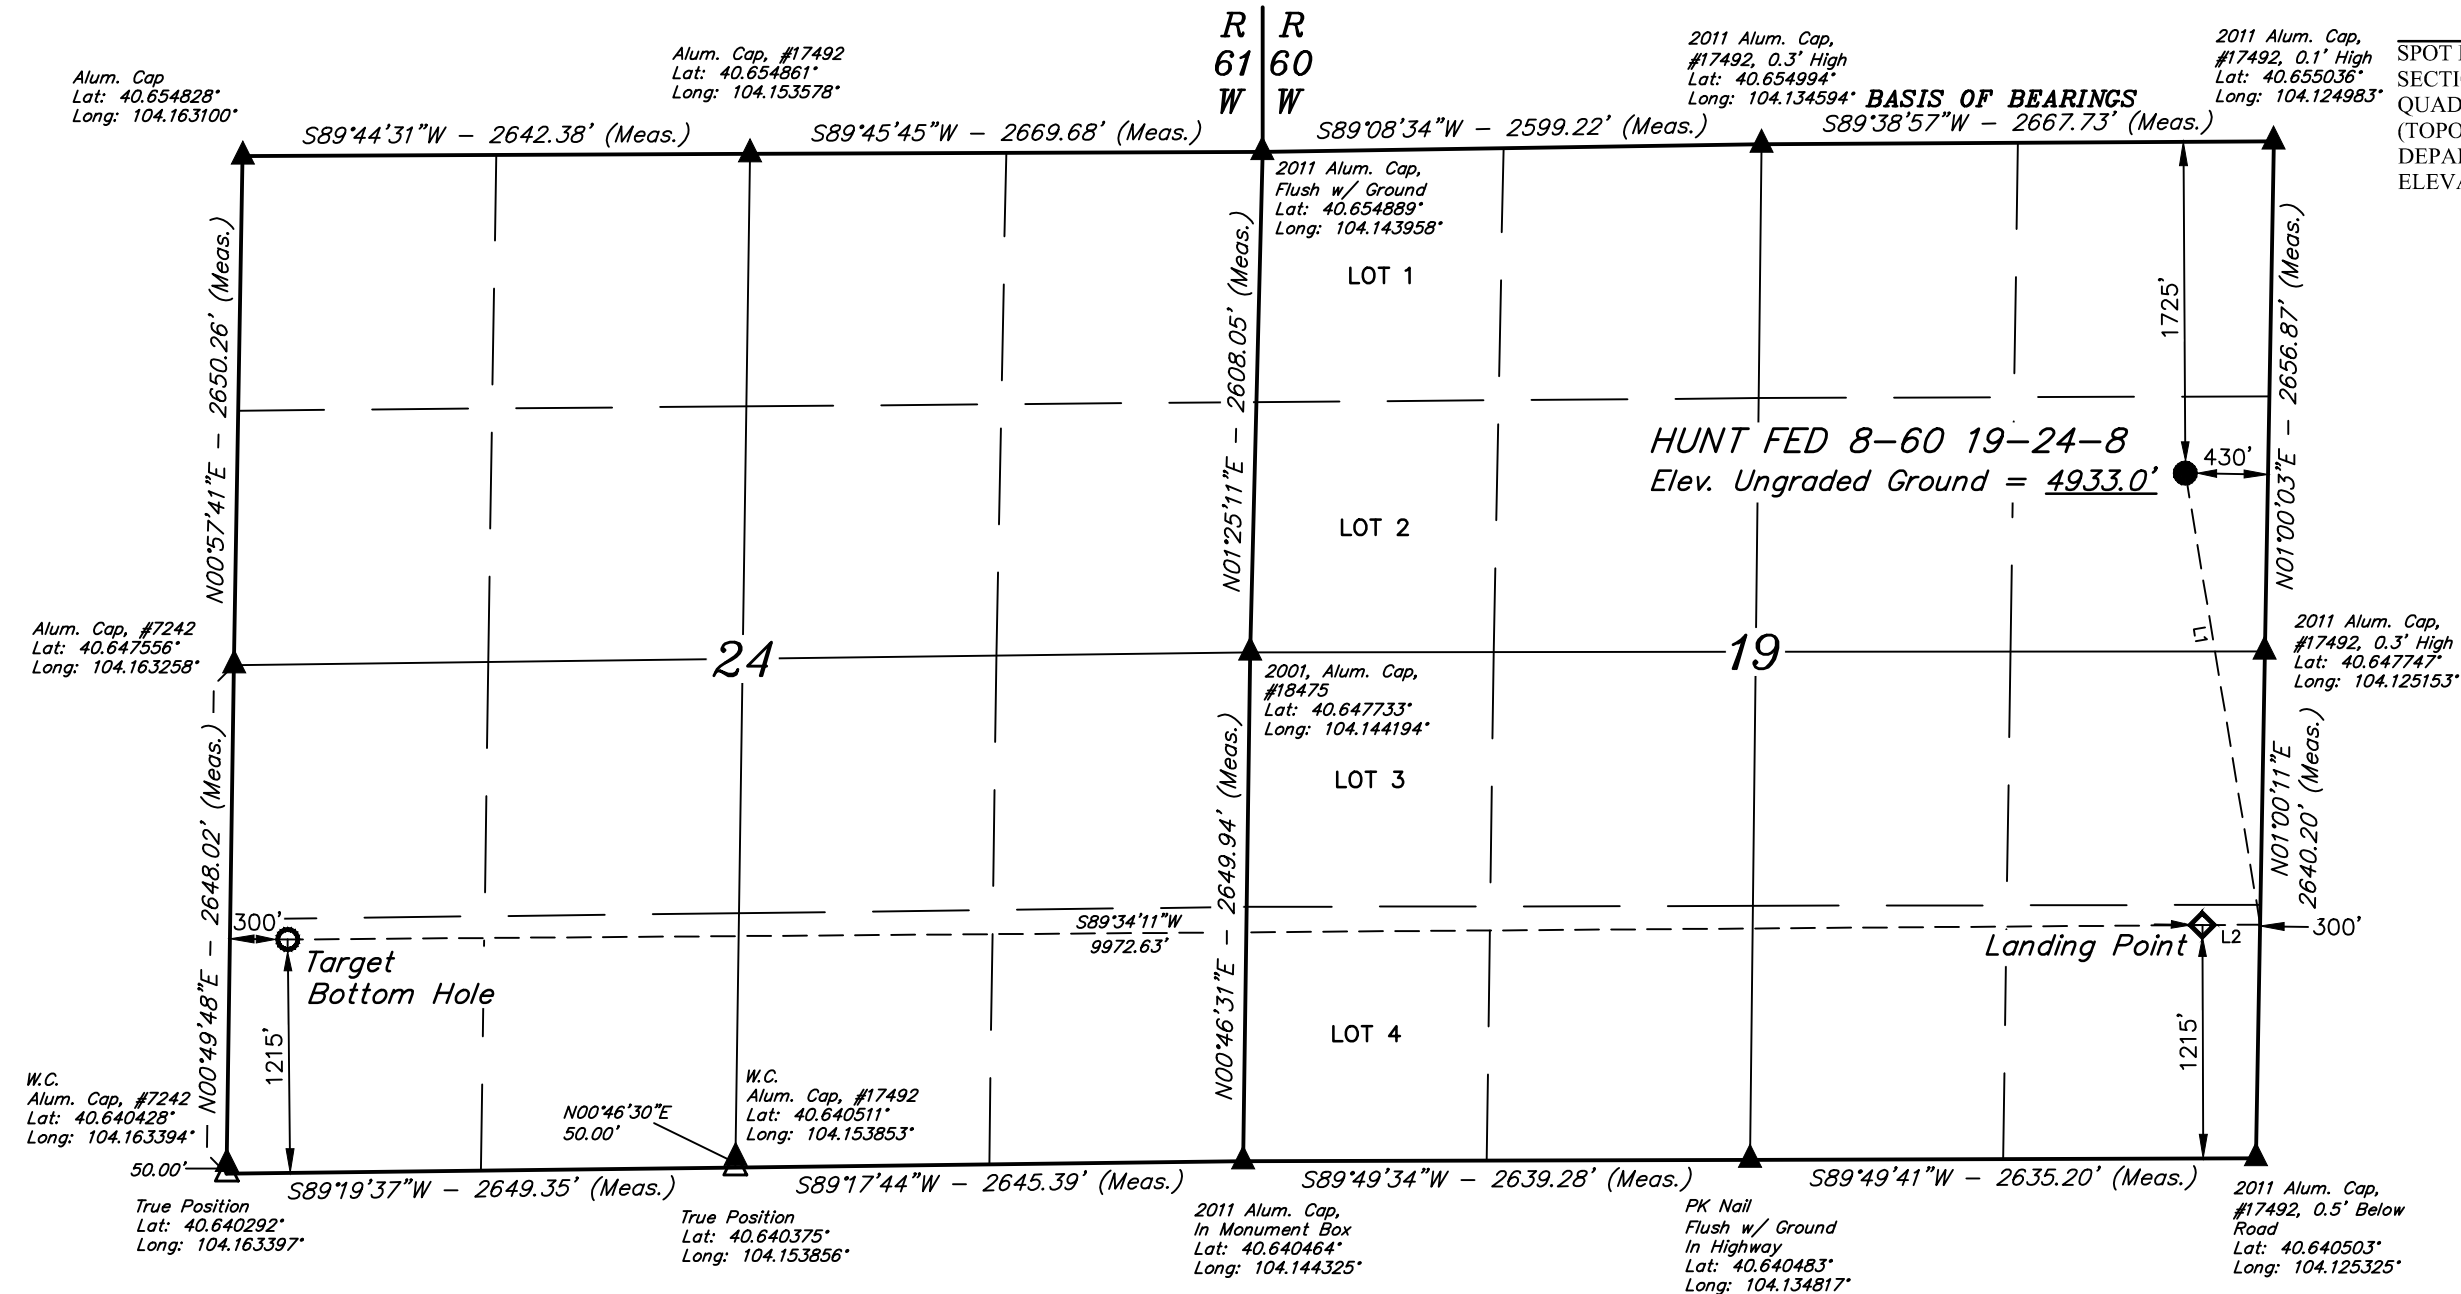 R R
61 60
W W
Alum. Cap
Lat: 40.654828°
Long: 104.163100°
Alum. Cap, #17492
Lat: 40.654861°
Long: 104.153578°
2011 Alum. Cap,
#17492, 0.3' High
Lat: 40.654994°
Long: 104.134594°
BASIS OF BEARINGS
2011 Alum. Cap,
#17492, 0.1' High
Lat: 40.655036°
Long: 104.124983°
S89°44'31"W - 2642.38' (Meas.)
S89°45'45"W - 2669.68' (Meas.)
S89°08'34"W - 2599.22' (Meas.)
S89°38'57"W - 2667.73' (Meas.)
2011 Alum. Cap,
Flush w/ Ground
Lat: 40.654889°
Long: 104.143958°
N00°57'41"E - 2650.26' (Meas.)
N01°25'11"E - 2608.05' (Meas.)
LOT 1
1725'
N01°00'03"E - 2656.87' (Meas.)
HUNT FED 8-60 19-24-8
Elev. Ungraded Ground = 4933.0'
430'
LOT 2
L1
Alum. Cap, #7242
Lat: 40.647556°
Long: 104.163258°
24
19
2001, Alum. Cap,
#18475
Lat: 40.647733°
Long: 104.144194°
2011 Alum. Cap,
#17492, 0.3' High
Lat: 40.647747°
Long: 104.125153°
LOT 3
N00°49'48"E - 2648.02' (Meas.)
N00°46'31"E - 2649.94' (Meas.)
N01°00'11"E
2640.20' (Meas.)
300'
S89°34'11"W
9972.63'
Target
Bottom Hole
Landing Point
L2
300'
1215'
LOT 4
1215'
W.C.
Alum. Cap, #7242
Lat: 40.640428°
Long: 104.163394°
50.00'
N00°46'30"E
50.00'
W.C.
Alum. Cap, #17492
Lat: 40.640511°
Long: 104.153853°
S89°19'37"W - 2649.35' (Meas.)
S89°17'44"W - 2645.39' (Meas.)
S89°49'34"W - 2639.28' (Meas.)
S89°49'41"W - 2635.20' (Meas.)
True Position
Lat: 40.640292°
Long: 104.163397°
True Position
Lat: 40.640375°
Long: 104.153856°
2011 Alum. Cap,
In Monument Box
Lat: 40.640464°
Long: 104.144325°
PK Nail
Flush w/ Ground
In Highway
Lat: 40.640483°
Long: 104.134817°
2011 Alum. Cap,
#17492, 0.5' Below
Road
Lat: 40.640503°
Long: 104.125325°
SPOT